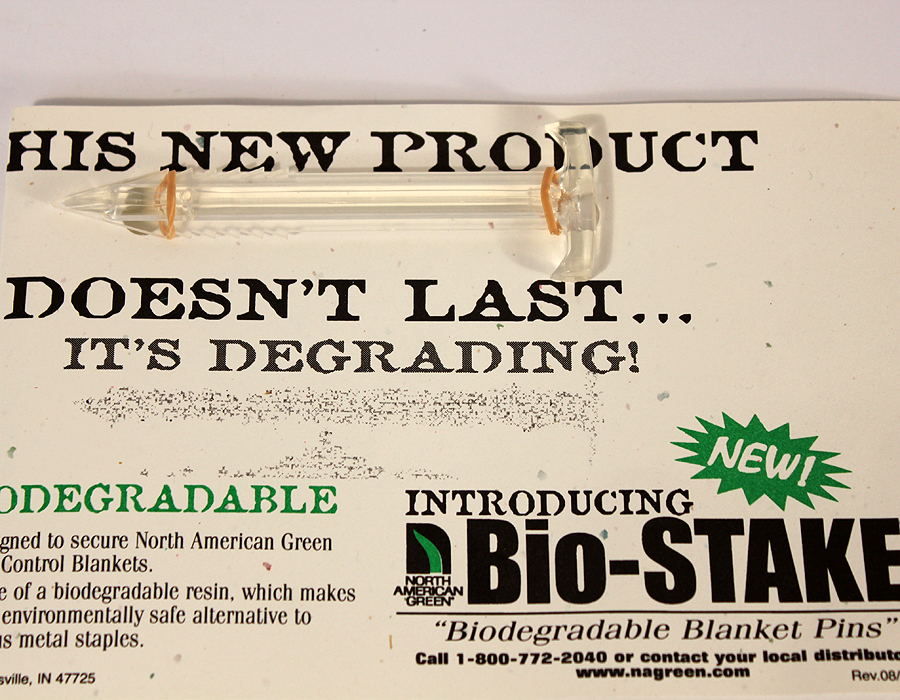 HIS NEW PRODUCT
DOESN'T LAST...
IT'S DEGRADING!
ODEGRADABLE
gned to secure North American Green
Control Blankets.
e of a biodegradable resin, which makes
environmentally safe alternative to
us metal staples.
sville, IN 47725
NEW!
INTRODUCING
Bio-STAKE
NORTH
AMERICAN
GREEN
"Biodegradable Blanket Pins"
Call 1-800-772-2040 or contact your local distributo
www.nagreen.com
Rev.08/